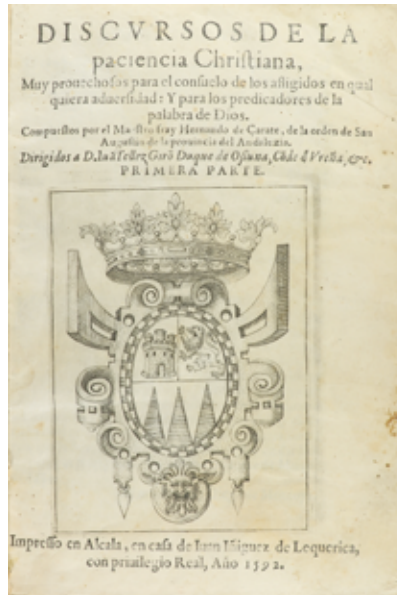 DISCVRSOS DE LA
paciencia Christiana,
Muy prouechosos para el consuelo de los afligidos en qual
quiera aduersidad: Y para los predicadores de la
palabra de Dios.
Compuestos por el Maestro fray Hernando de Çarate, de la orden de San
Augustin de la prouincia del Andaluzia.
Dirigidos a D. Iuã Tellez Girõ Duque de Osuna, Cõde d̃ Vreña, &c.
PRIMERA PARTE.
Impresso en Alcala, en casa de Iuan Iñiguez de Lequerica,
con priuilegio Real, Año 1592.